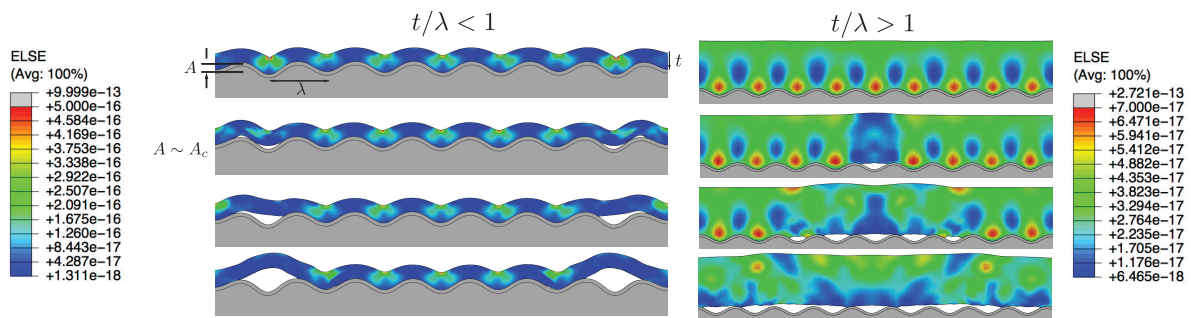 t/λ < 1
t/λ > 1
ELSE
(Avg: 100%)
+9.999e−13
+5.000e−16
+4.584e−16
+4.169e−16
+3.753e−16
+3.338e−16
+2.922e−16
+2.507e−16
+2.091e−16
+1.675e−16
+1.260e−16
+8.443e−17
+4.287e−17
+1.311e−18
A
λ
t
A ∼ A_c
ELSE
(Avg: 100%)
+2.721e−13
+7.000e−17
+6.471e−17
+5.941e−17
+5.412e−17
+4.882e−17
+4.353e−17
+3.823e−17
+3.294e−17
+2.764e−17
+2.235e−17
+1.705e−17
+1.176e−17
+6.465e−18